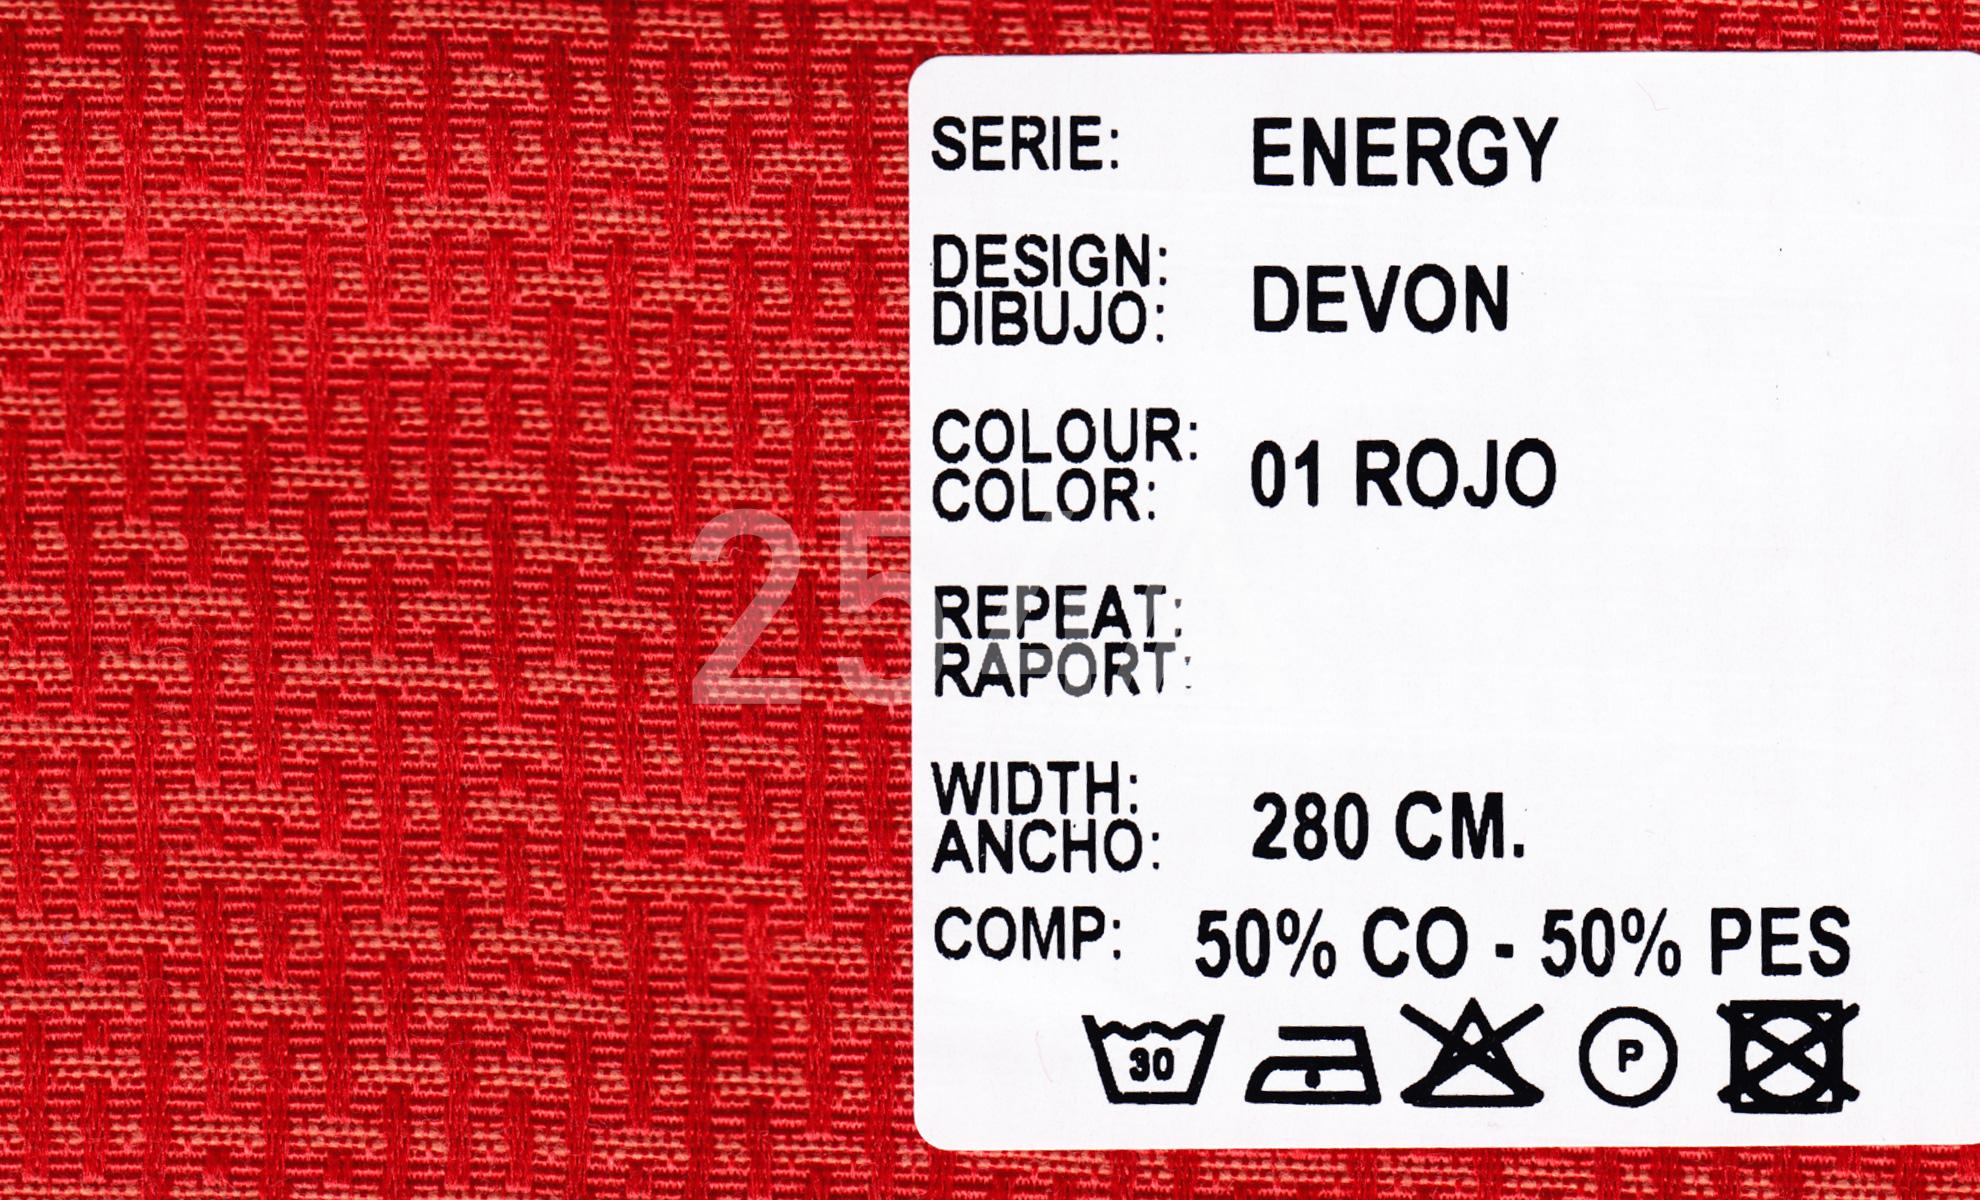 SERIE: ENERGY
DESIGN:
DIBUJO: DEVON
COLOUR:
COLOR: 01 ROJO
REPEAT:
RAPORT:
WIDTH:
ANCHO: 280 CM.
COMP: 50% CO - 50% PES
30 P